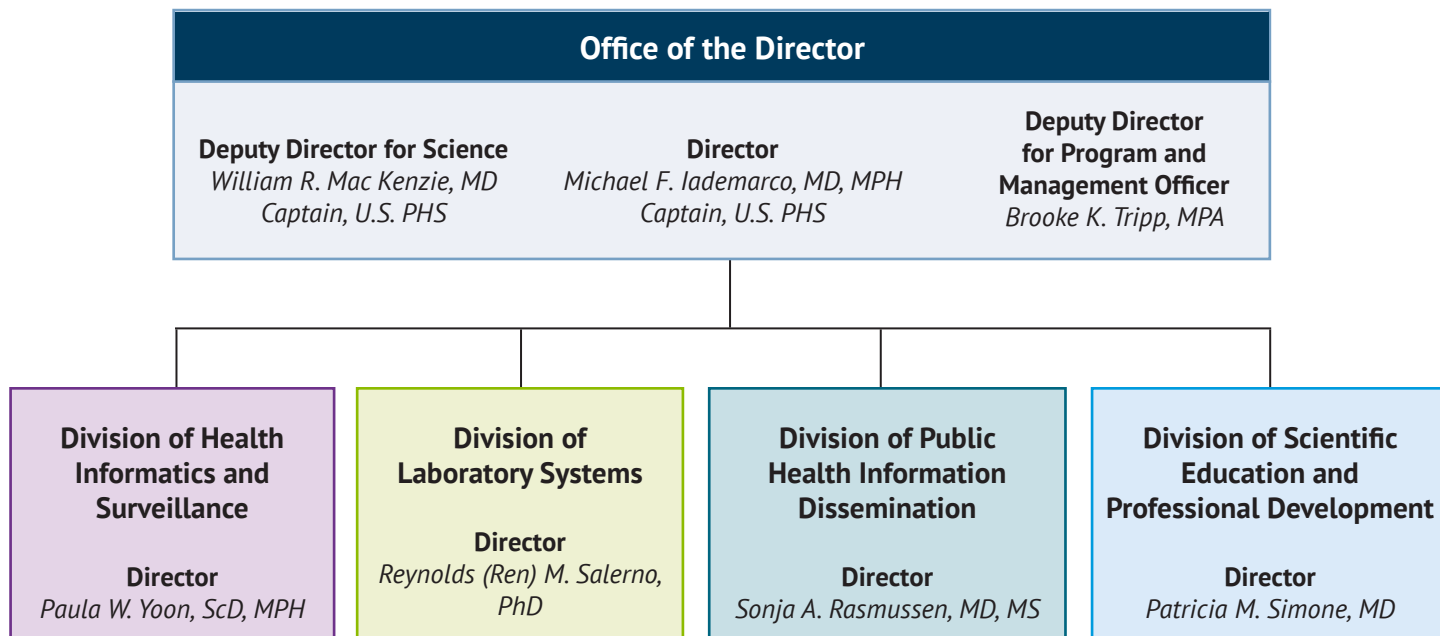 Office of the Director
Deputy Director for Science
William R. Mac Kenzie, MD
Captain, U.S. PHS
Director
Michael F. Iademarco, MD, MPH
Captain, U.S. PHS
Deputy Director
for Program and
Management Officer
Brooke K. Tripp, MPA
Division of Health
Informatics and
Surveillance
Director
Paula W. Yoon, ScD, MPH
Division of
Laboratory Systems
Director
Reynolds (Ren) M. Salerno,
PhD
Division of Public
Health Information
Dissemination
Director
Sonja A. Rasmussen, MD, MS
Division of Scientific
Education and
Professional Development
Director
Patricia M. Simone, MD